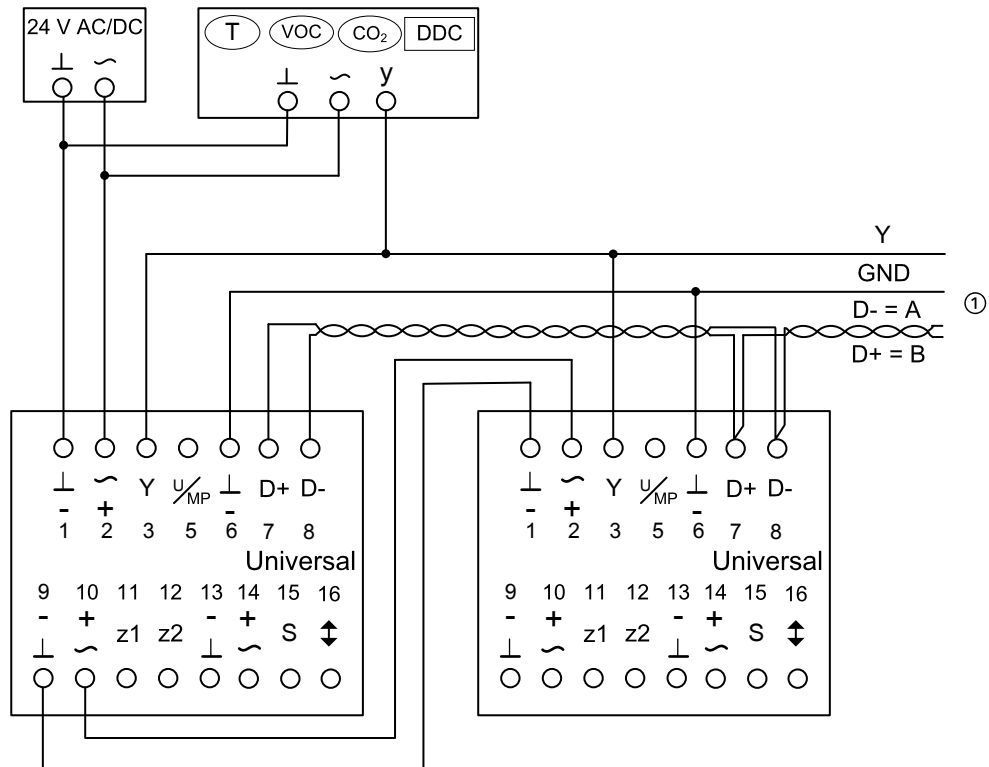 24 V AC/DC
⊥ ∼
T VOC CO₂ DDC
⊥ ∼ y
Y
GND
D- = A
①
D+ = B
⊥ ∼ Y U/MP ⊥ D+ D-
- + -
1 2 3 5 6 7 8
Universal
9 10 11 12 13 14 15 16
- + z1 z2 - + S ↕
⊥ ∼ ⊥ ∼
⊥ ∼ Y U/MP ⊥ D+ D-
- + -
1 2 3 5 6 7 8
Universal
9 10 11 12 13 14 15 16
- + z1 z2 - + S ↕
⊥ ∼ ⊥ ∼